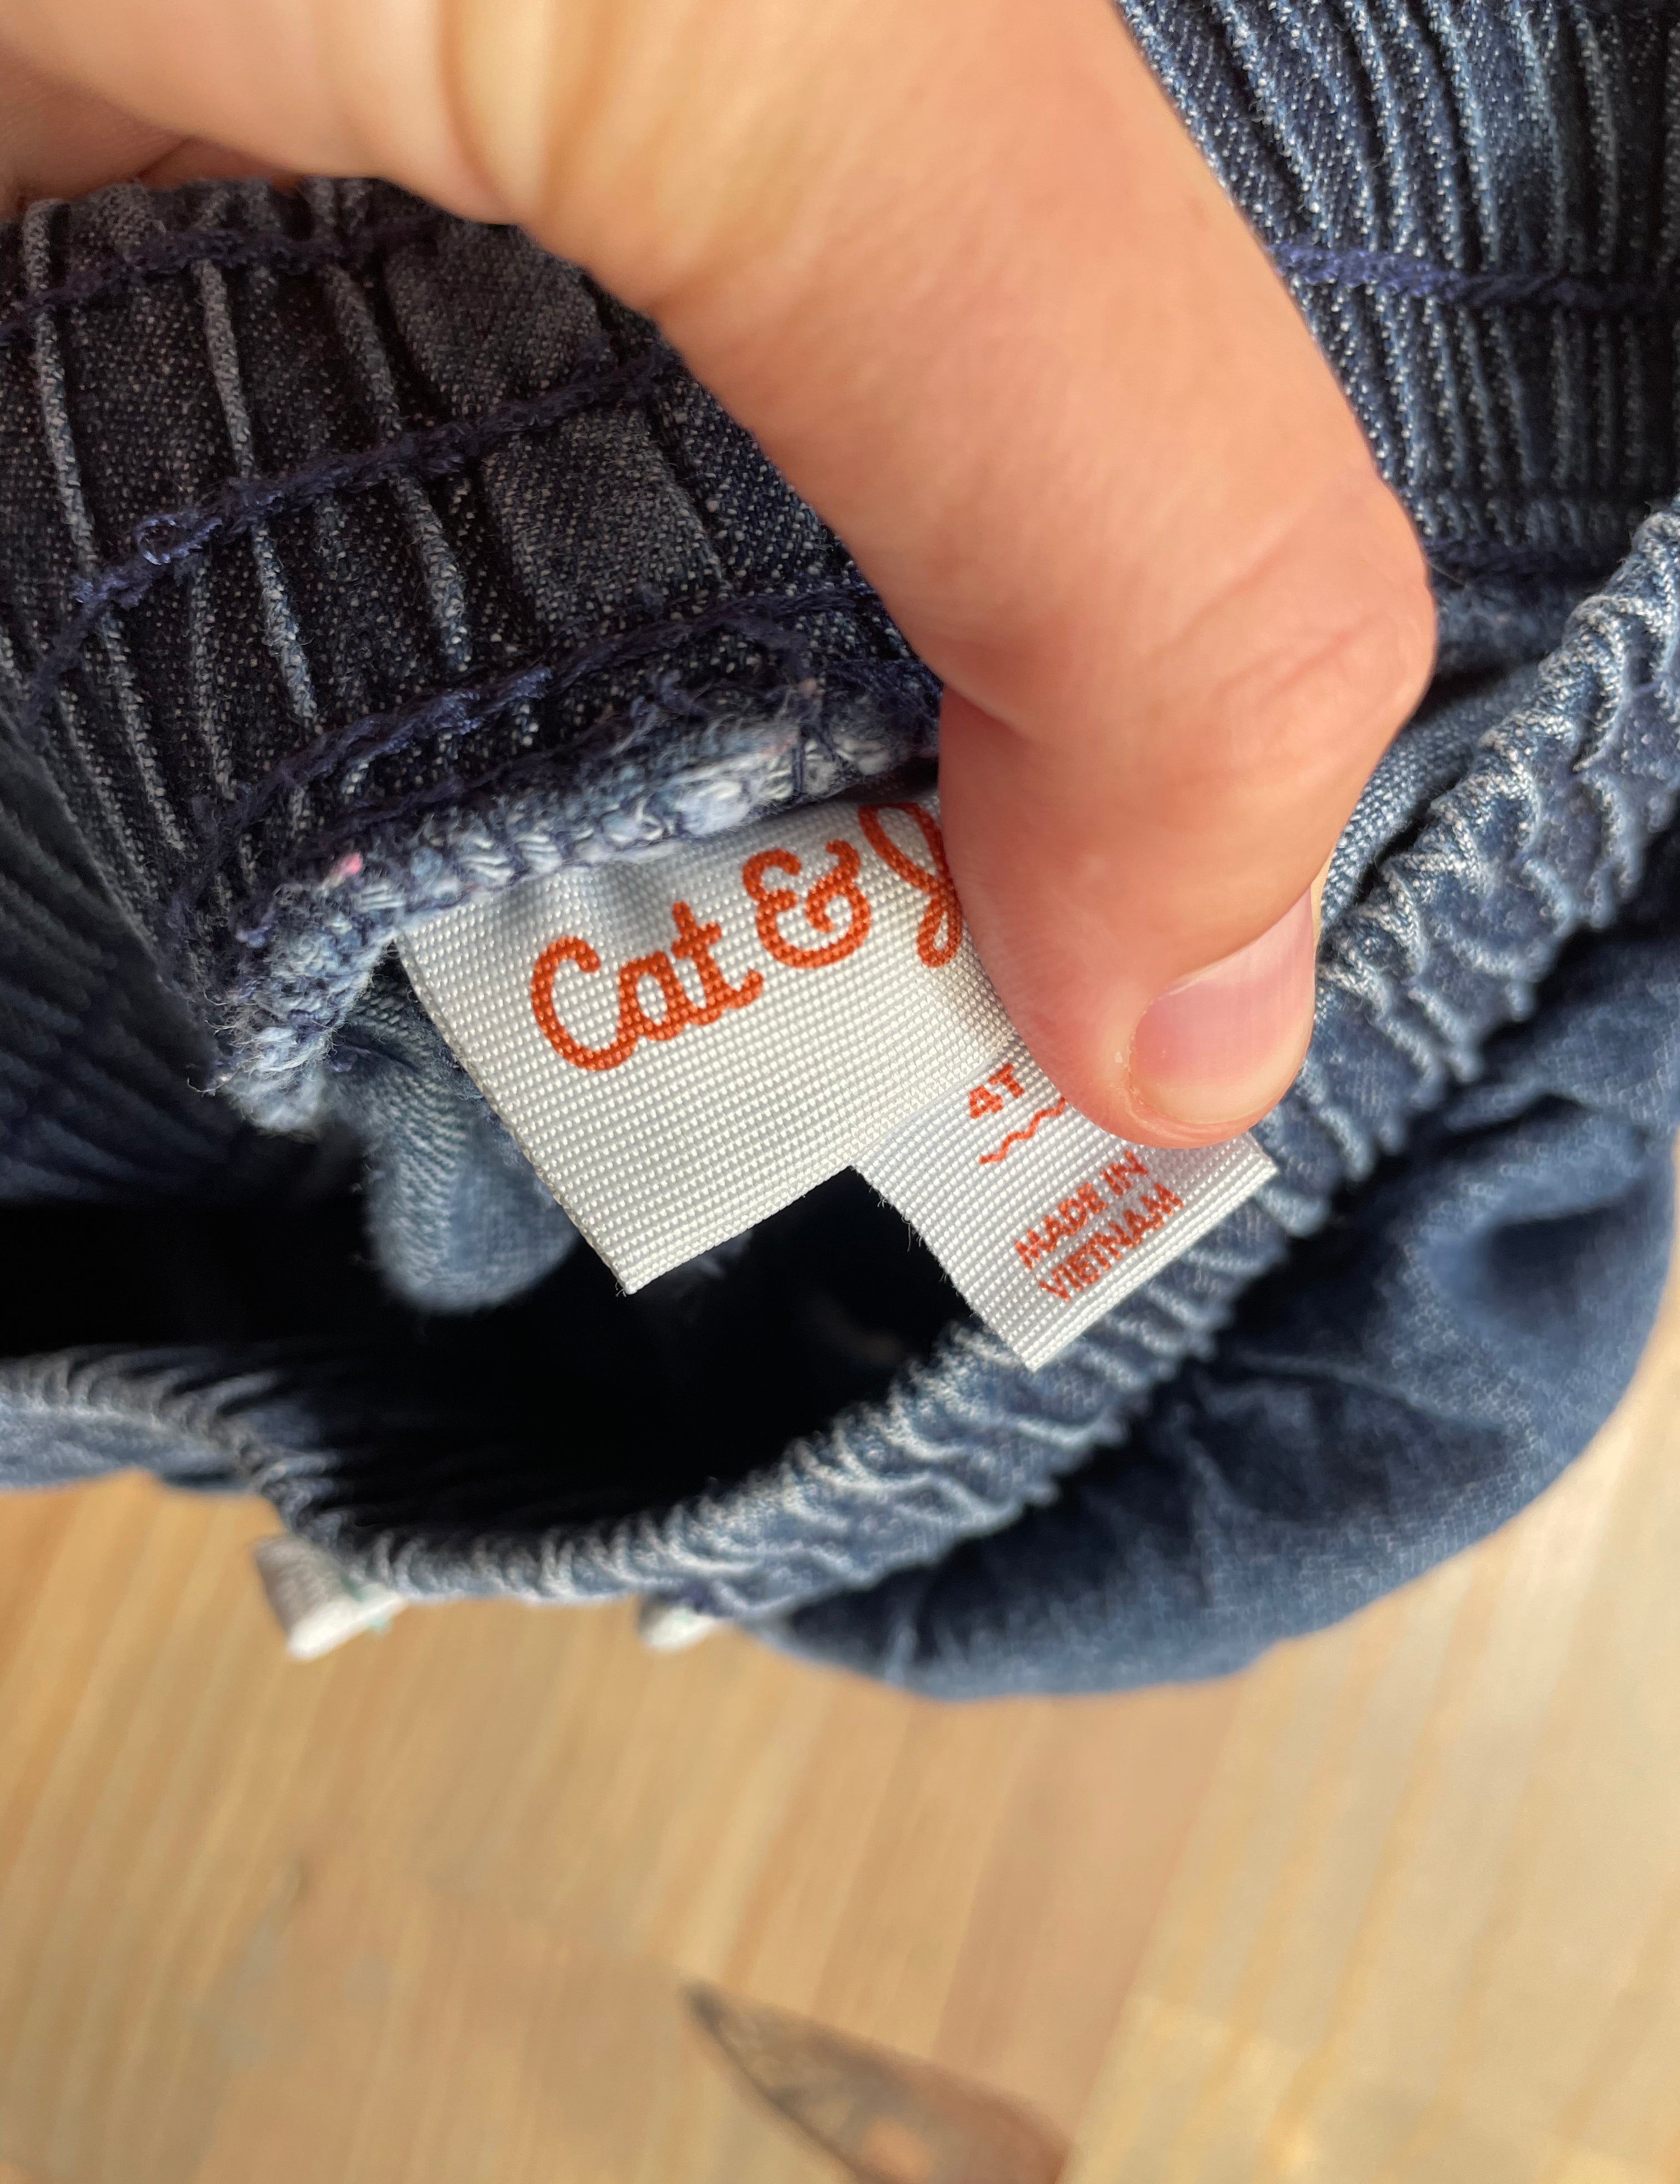 Cat & J
4T
MADE IN
VIETNAM